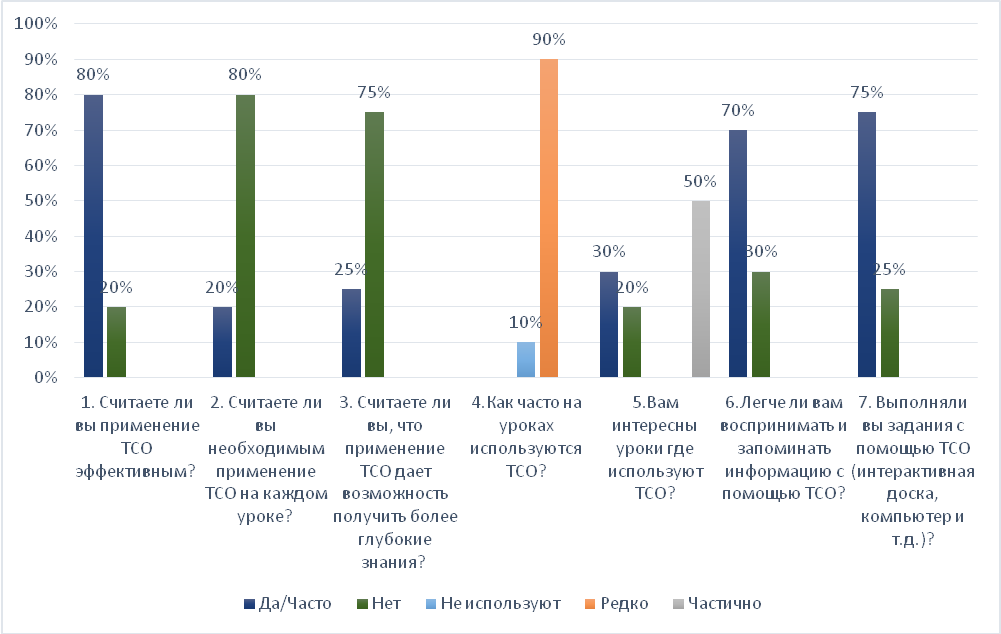 100%
90%
80%
70%
60%
50%
40%
30%
20%
10%
0%
80%
20%
20%
80%
25%
75%
10%
90%
30%
20%
50%
70%
30%
75%
25%
1. Считаете ли
вы применение
ТСО
эффективным?
2. Считаете ли
вы
необходимым
применение
ТСО на каждом
уроке?
3. Считаете ли
вы, что
применение
ТСО дает
возможность
получить более
глубокие
знания?
4.Как часто на
уроках
используются
ТСО?
5.Вам
интересны
уроки где
используют
ТСО?
6.Легче ли вам
воспринимать и
запоминать
информацию с
помощью ТСО?
7. Выполняли
вы задания с
помощью ТСО
(интерактивная
доска,
компьютер и
т.д.)?
Да/Часто Нет Не используют Редко Частично